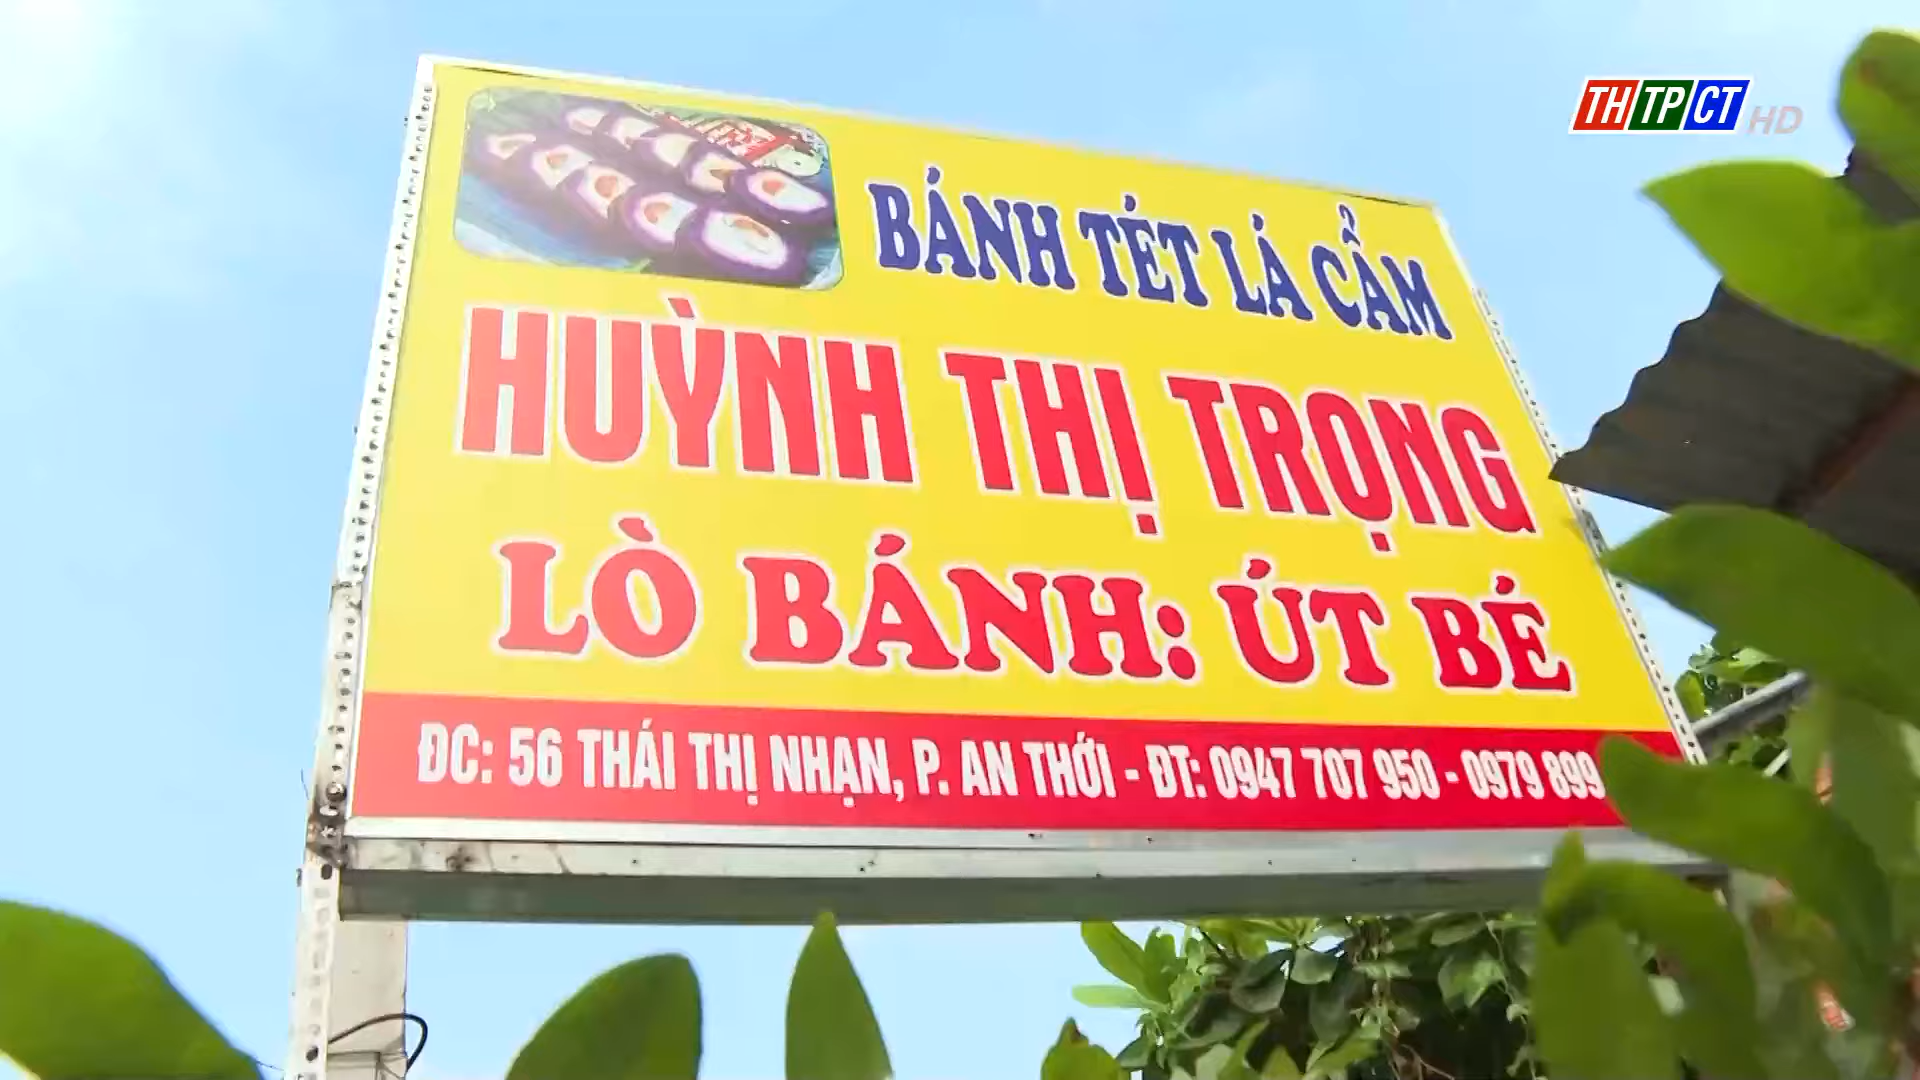 THTPCT HD
BÁNH TÉT LÁ CẨM
HUỲNH THỊ TRỌNG
LÒ BÁNH: ÚT BÉ
ĐC: 56 THÁI THỊ NHẠN, P. AN THỚI - ĐT: 0947 707 950 - 0979 899